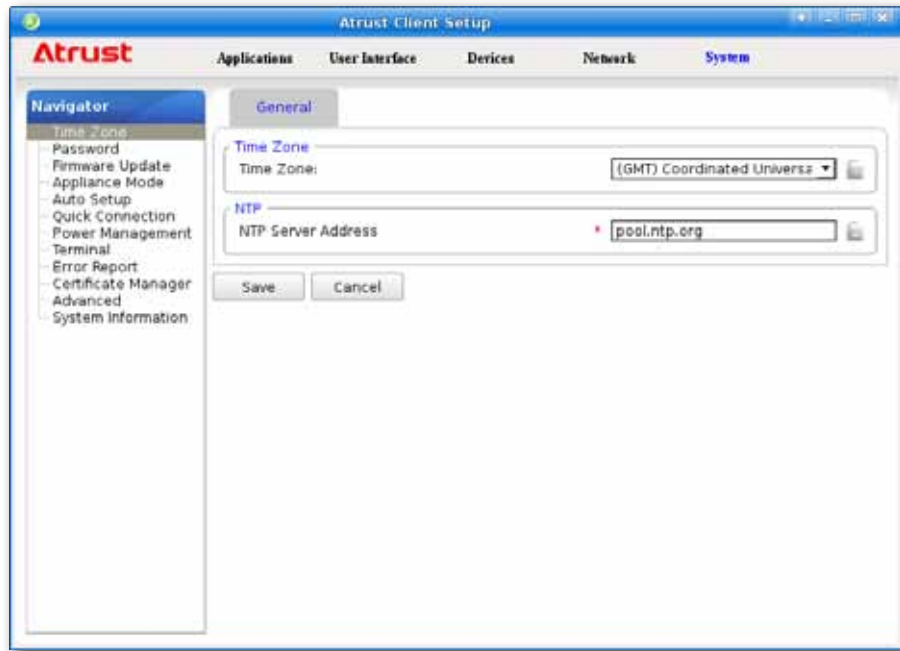 Atrust Client Setup
Atrust
Applications User Interface Devices Network System
Navigator
Time Zone
Password
Firmware Update
Appliance Mode
Auto Setup
Quick Connection
Power Management
Terminal
Error Report
Certificate Manager
Advanced
System Information
General
Time Zone
Time Zone: (GMT) Coordinated Universa
NTP
NTP Server Address * pool.ntp.org
Save Cancel